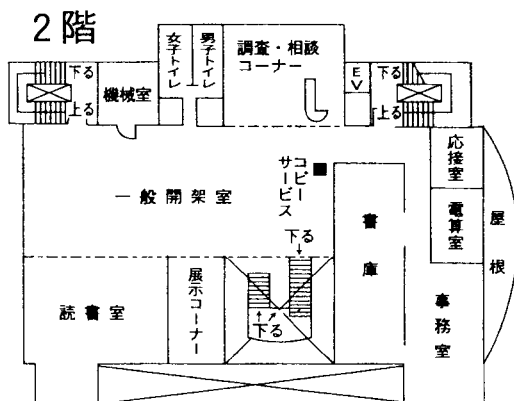 2階
女子トイレ
男子トイレ
調査・相談
コーナー
EV
下る
上る
機械室
下る
上る
応接室
電算室
屋根
コピー
サービス
一般開架室
書庫
下る
展示コーナー
読書室
下る
事務室